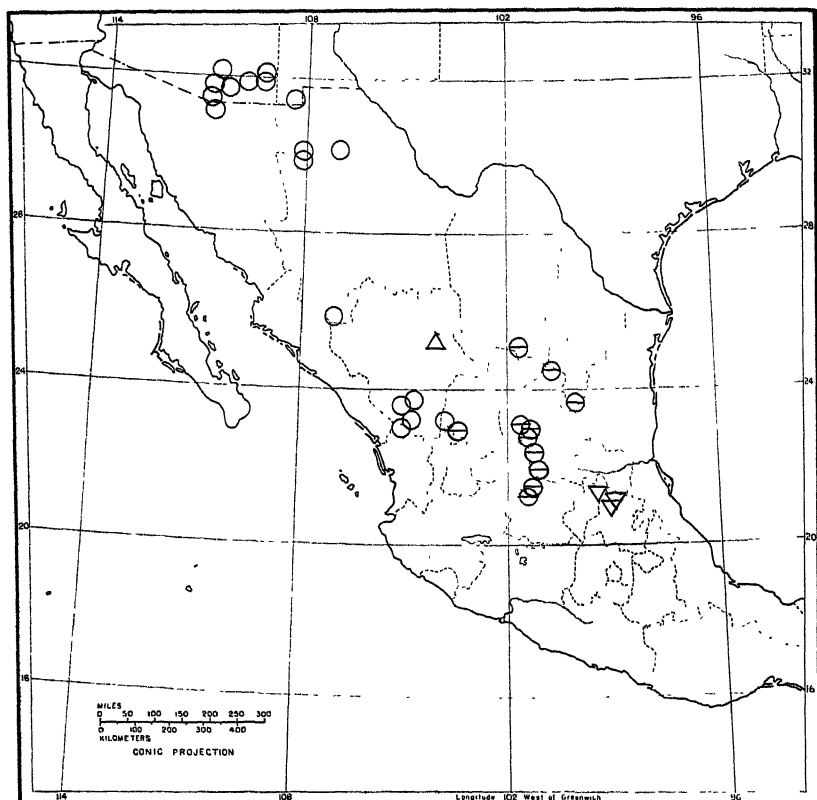 114 108 102 96
32 32
28 28
24 24
20 20
16 16
MILES
0 50 100 150 200 250 300
0 100 200 300 400
KILOMETERS
CONIC PROJECTION
114 108 102 96
Longitude 102 West of Greenwich